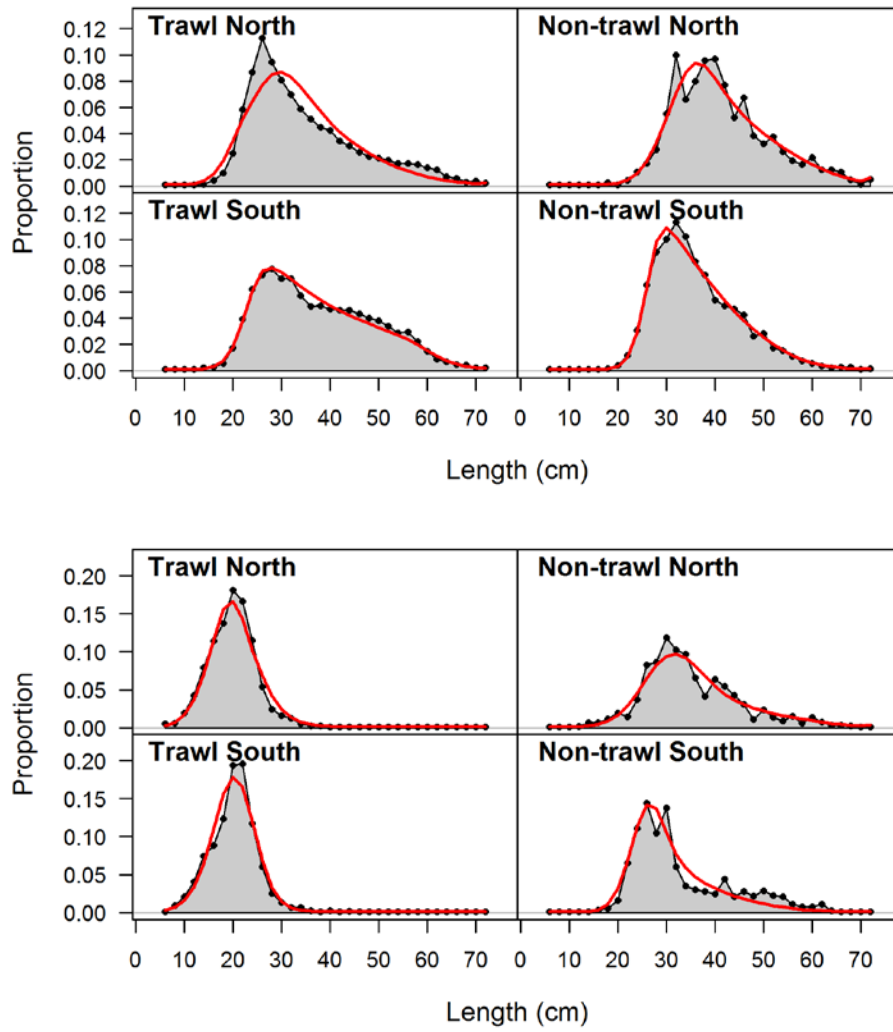 Trawl North
Non-trawl North
0.12
0.10
0.08
0.06
0.04
0.02
0.00
Trawl South
Non-trawl South
0.12
0.10
0.08
0.06
0.04
0.02
0.00
Proportion
0 10 20 30 40 50 60 70 0 10 20 30 40 50 60 70
Length (cm)
Trawl North
Non-trawl North
0.20
0.15
0.10
0.05
0.00
Trawl South
Non-trawl South
0.20
0.15
0.10
0.05
0.00
Proportion
0 10 20 30 40 50 60 70 0 10 20 30 40 50 60 70
Length (cm)